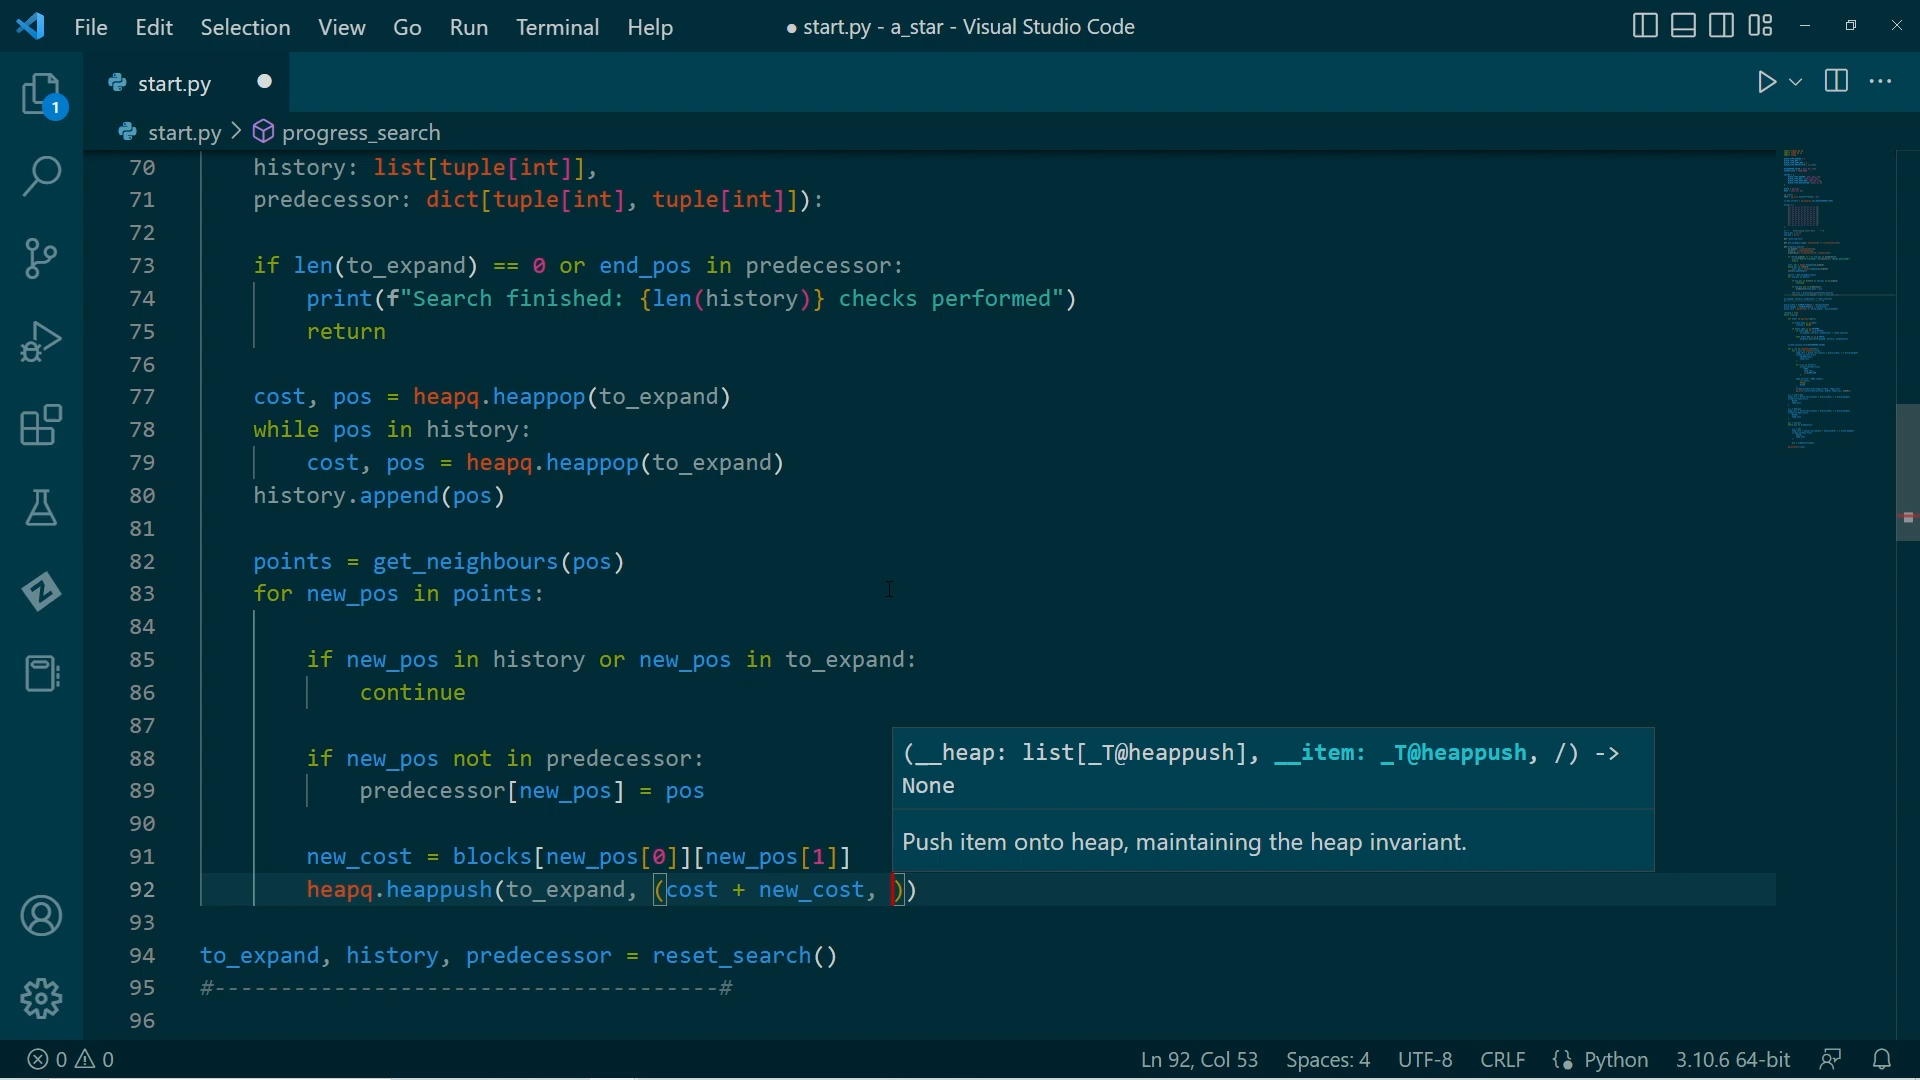 File Edit Selection View Go Run Terminal Help ● start.py - a_star - Visual Studio Code
1
start.py ●
start.py > progress_search
70 history: list[tuple[int]],
71 predecessor: dict[tuple[int], tuple[int]]):
72
73 if len(to_expand) == 0 or end_pos in predecessor:
74 print(f"Search finished: {len(history)} checks performed")
75 return
76
77 cost, pos = heapq.heappop(to_expand)
78 while pos in history:
79 cost, pos = heapq.heappop(to_expand)
80 history.append(pos)
81
82 points = get_neighbours(pos)
83 for new_pos in points:
84
85 if new_pos in history or new_pos in to_expand:
86 continue
87
88 if new_pos not in predecessor:
89 predecessor[new_pos] = pos
90
91 new_cost = blocks[new_pos[0]][new_pos[1]]
92 heapq.heappush(to_expand, (cost + new_cost, ))
93
94 to_expand, history, predecessor = reset_search()
95 #--------------------------------------#
96
(__heap: list[_T@heappush], __item: _T@heappush, /) ->
None
Push item onto heap, maintaining the heap invariant.
0 0 Ln 92, Col 53 Spaces: 4 UTF-8 CRLF Python 3.10.6 64-bit